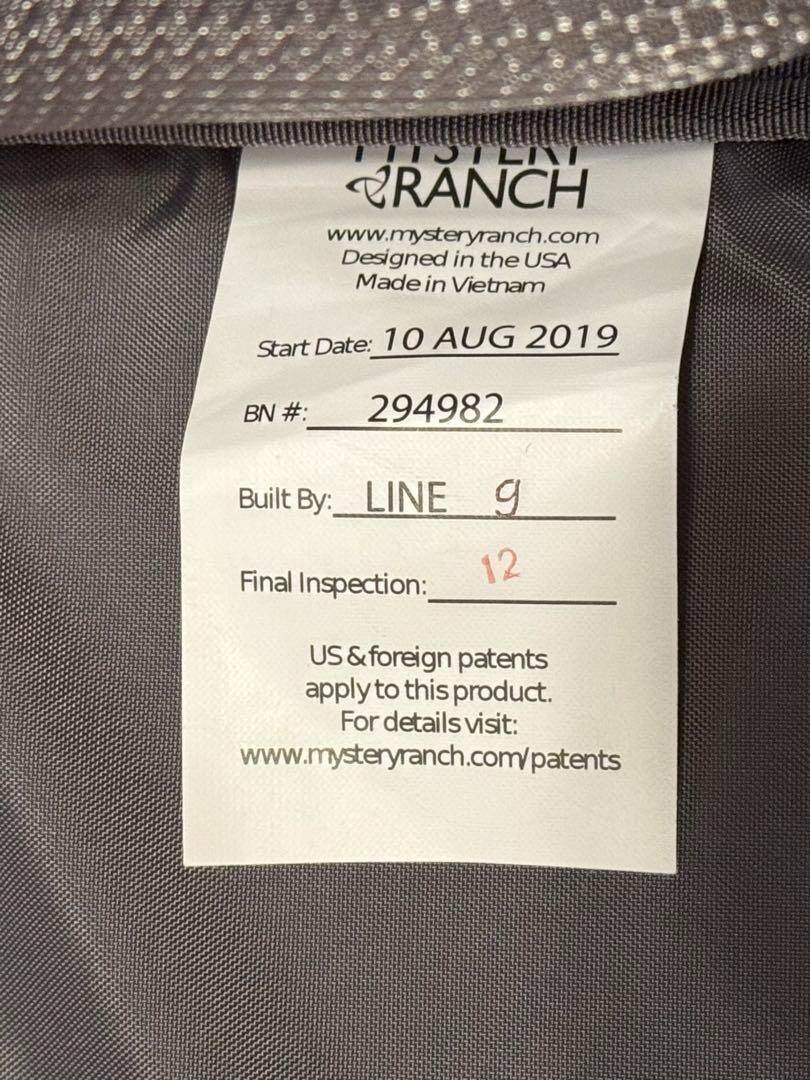 MYSTERY
RANCH
www.mysteryranch.com
Designed in the USA
Made in Vietnam
Start Date: 10 AUG 2019
BN #: 294982
Built By: LINE 9
Final Inspection: 12
US & foreign patents
apply to this product.
For details visit:
www.mysteryranch.com/patents